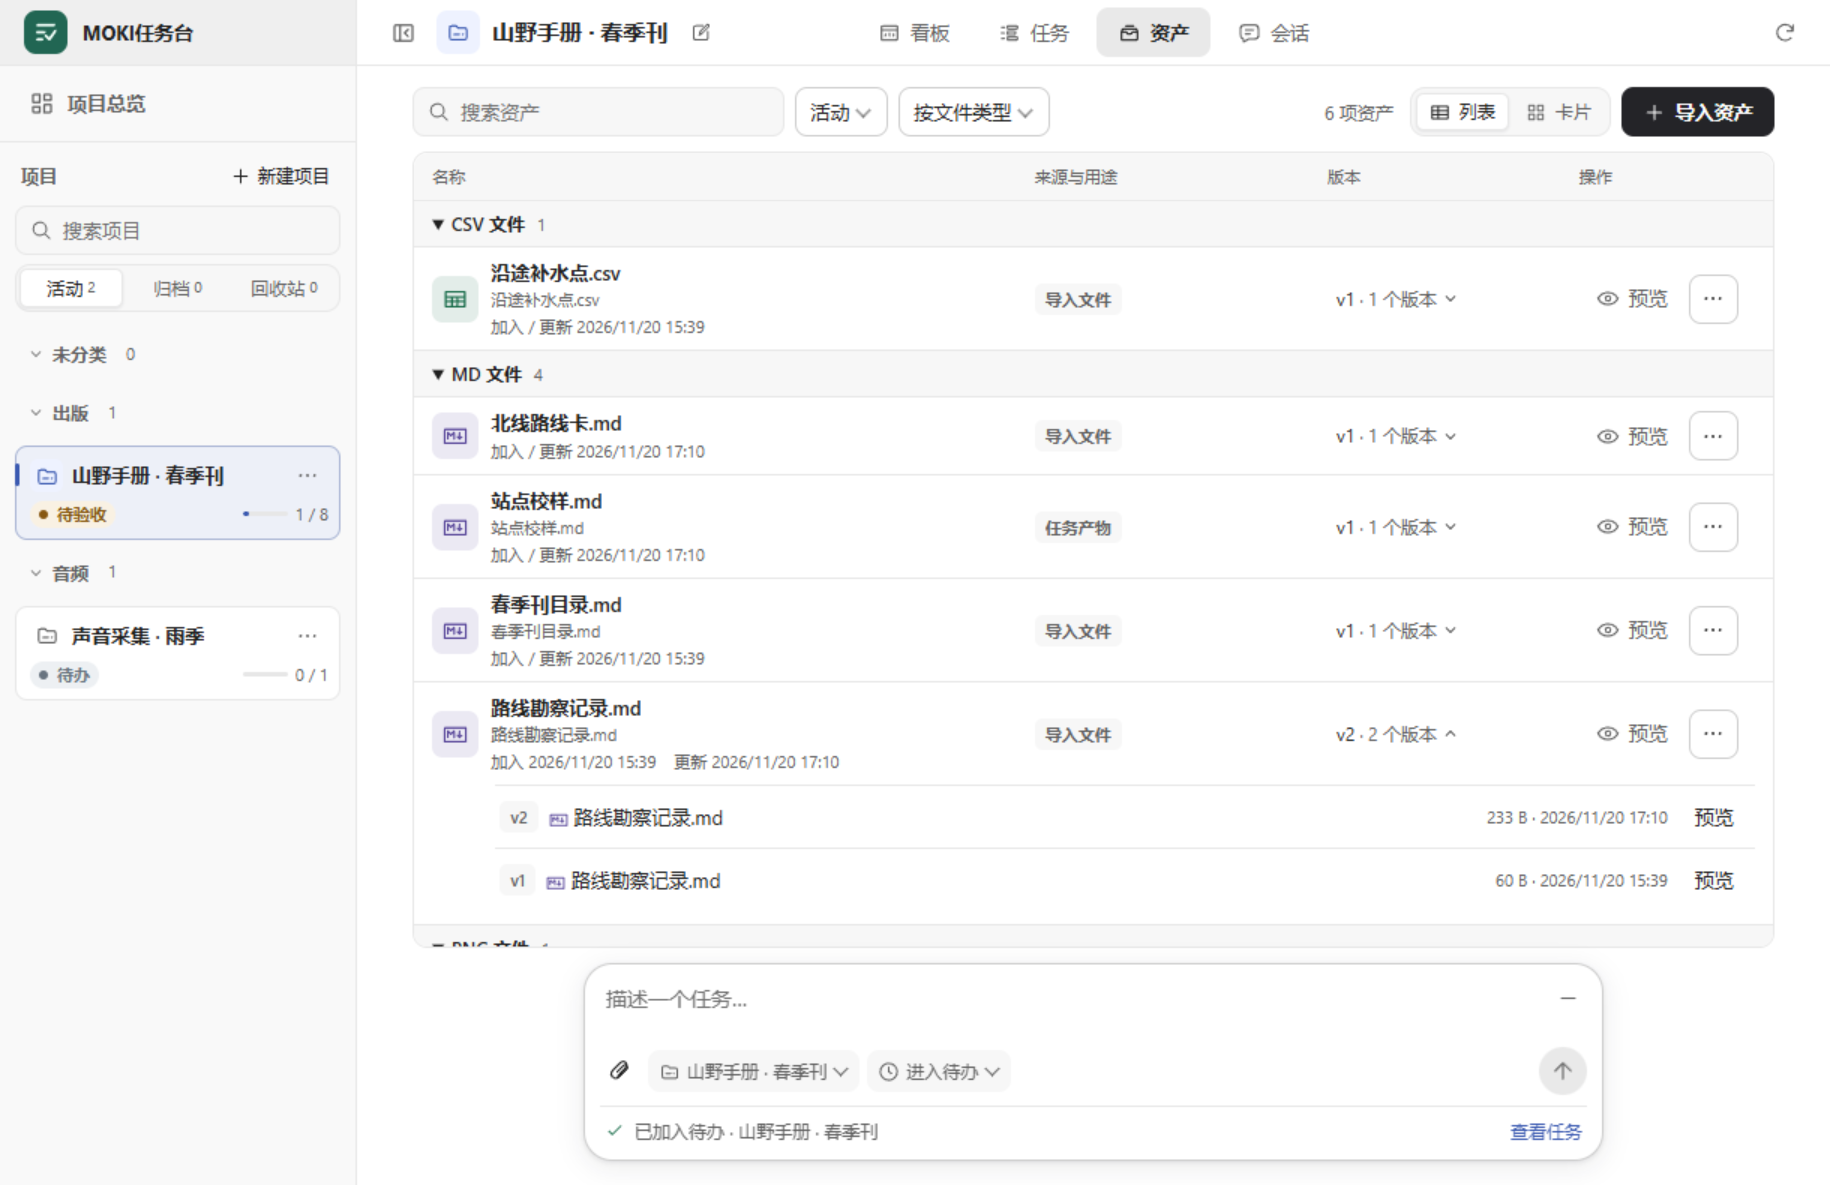 MOKI任务台
山野手册 · 春季刊
看板
任务
资产
会话
项目总览
项目
+ 新建项目
搜索项目
活动 2
归档 0
回收站 0
未分类 0
出版 1
山野手册 · 春季刊 ···
待验收 1 / 8
音频 1
声音采集 · 雨季 ···
待办 0 / 1
搜索资产
活动
按文件类型
6 项资产
列表
卡片
+ 导入资产
名称 来源与用途 版本 操作
▼ CSV 文件 1
沿途补水点.csv
沿途补水点.csv
加入 / 更新 2026/11/20 15:39
导入文件
v1 · 1 个版本
预览 ···
▼ MD 文件 4
北线路线卡.md
加入 / 更新 2026/11/20 17:10
导入文件
v1 · 1 个版本
预览 ···
站点校样.md
站点校样.md
加入 / 更新 2026/11/20 17:10
任务产物
v1 · 1 个版本
预览 ···
春季刊目录.md
春季刊目录.md
加入 / 更新 2026/11/20 15:39
导入文件
v1 · 1 个版本
预览 ···
路线勘察记录.md
路线勘察记录.md
加入 2026/11/20 15:39 更新 2026/11/20 17:10
导入文件
v2 · 2 个版本
预览 ···
v2 路线勘察记录.md 233 B · 2026/11/20 17:10 预览
v1 路线勘察记录.md 60 B · 2026/11/20 15:39 预览
▼ PNG 文件 1
描述一个任务...
山野手册 · 春季刊
进入待办
已加入待办 · 山野手册 · 春季刊
查看任务